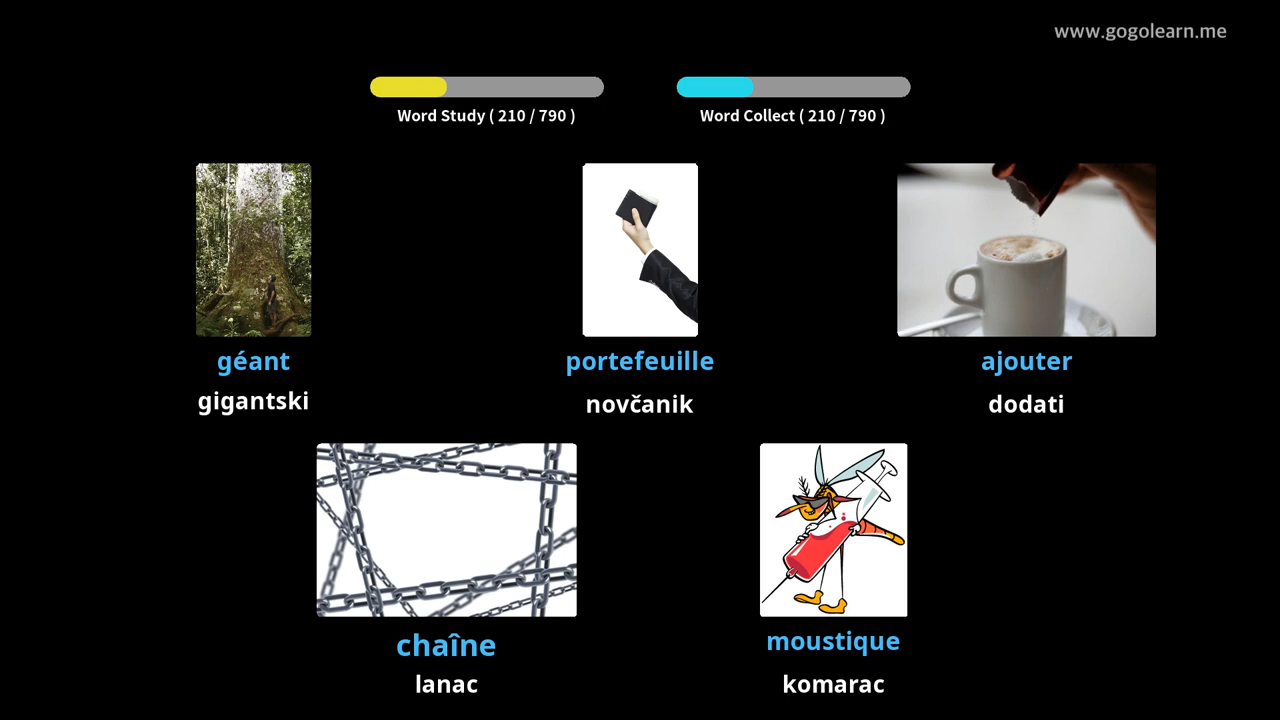 www.gogolearn.me
Word Study ( 210 / 790 )
Word Collect ( 210 / 790 )
géant
portefeuille
ajouter
gigantski
novčanik
dodati
chaîne
moustique
lanac
komarac